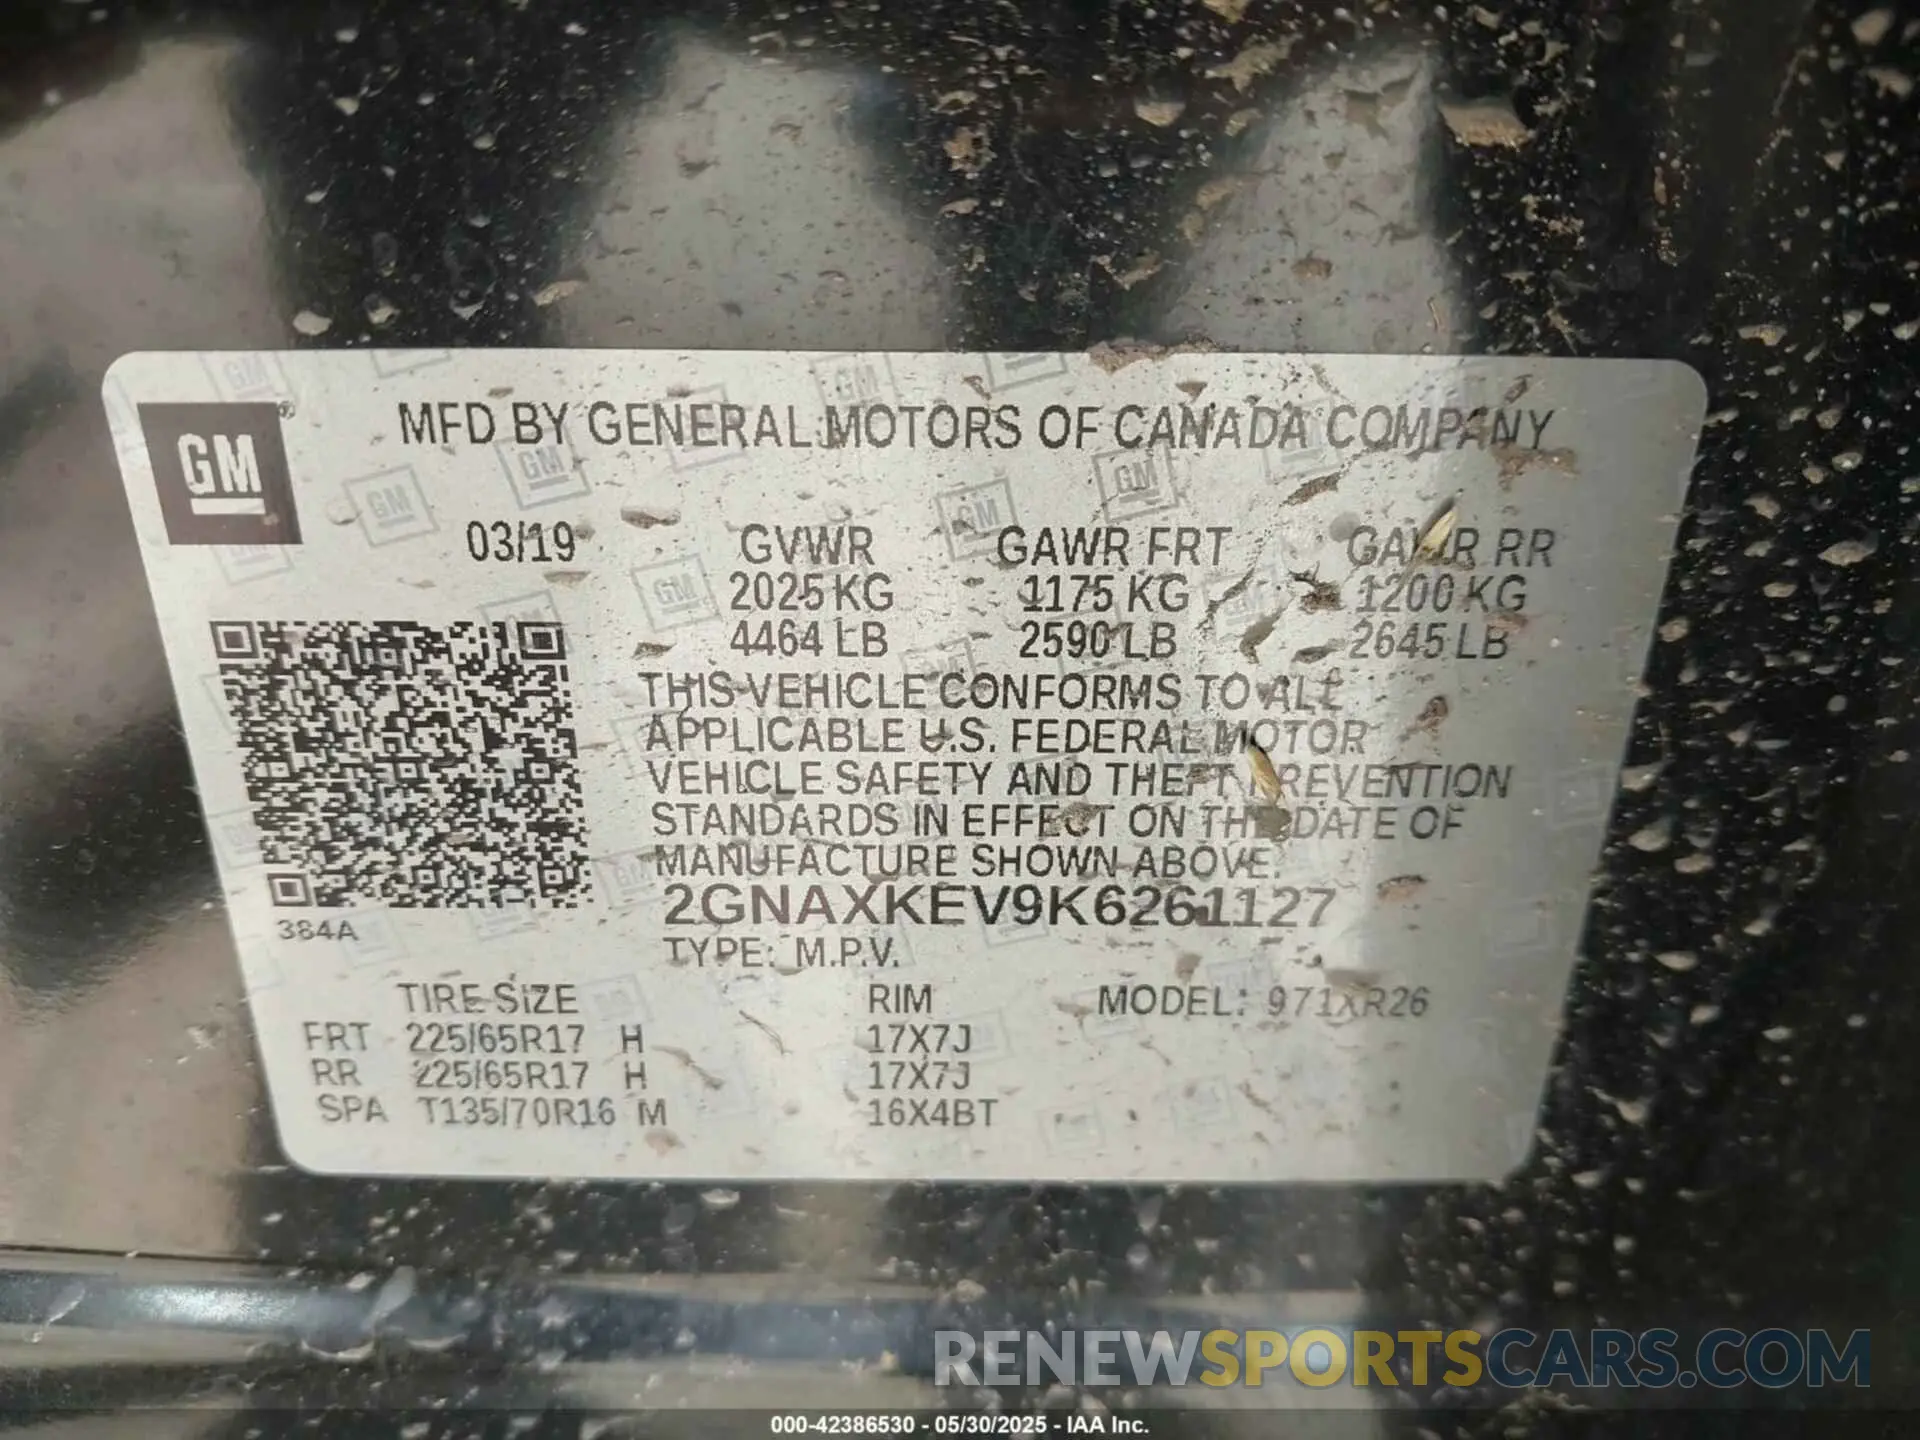 GM ®
MFD BY GENERAL MOTORS OF CANADA COMPANY
03/19 GVWR GAWR FRT GAWR RR
2025 KG 1175 KG 1200 KG
4464 LB 2590 LB 2645 LB
THIS VEHICLE CONFORMS TO ALL
APPLICABLE U.S. FEDERAL MOTOR
VEHICLE SAFETY AND THEFT PREVENTION
STANDARDS IN EFFECT ON THE DATE OF
MANUFACTURE SHOWN ABOVE.
2GNAXKEV9K6261127
384A
TYPE: M.P.V.
TIRE SIZE RIM MODEL: 971XR26
FRT 225/65R17 H 17X7J
RR 225/65R17 H 17X7J
SPA T135/70R16 M 16X4BT
RENEWSPORTSCARS.COM
000-42386530 - 05/30/2025 - IAA Inc.